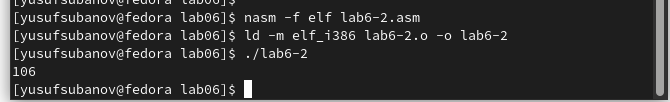 [yusufsubanov@fedora lab06]$ nasm -f elf lab6-2.asm
[yusufsubanov@fedora lab06]$ ld -m elf_i386 lab6-2.o -o lab6-2
[yusufsubanov@fedora lab06]$ ./lab6-2
106
[yusufsubanov@fedora lab06]$